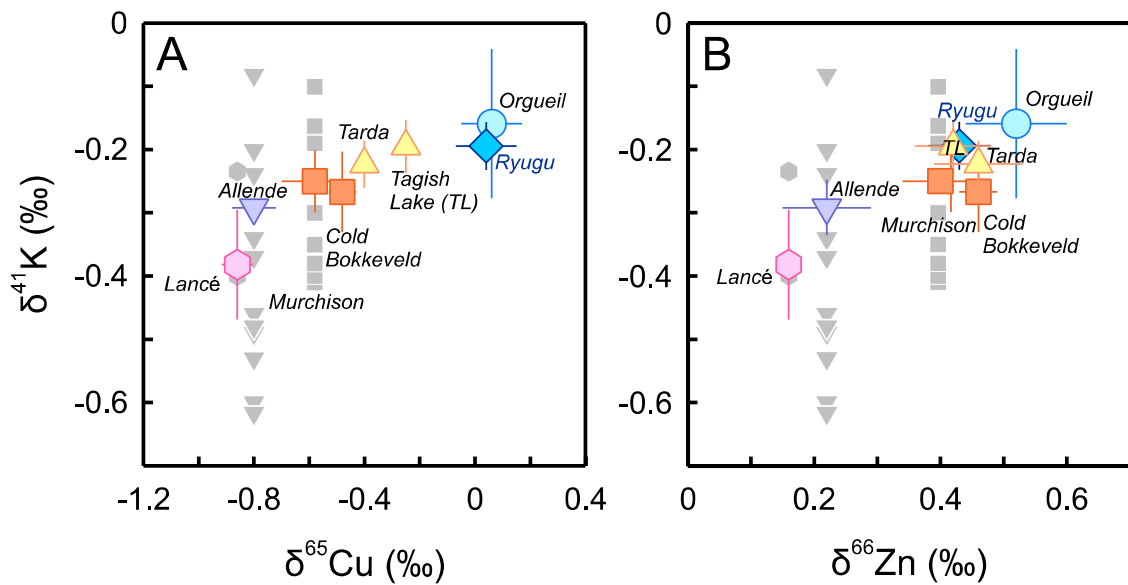 A
0
-0.2
-0.4
-0.6
δ⁴¹K (‰)
Orgueil
Ryugu
Tarda
Tagish
Lake (TL)
Allende
Cold
Bokkeveld
Lancé
Murchison
-1.2
-0.8
-0.4
0
0.4
δ⁶⁵Cu (‰)
B
0
-0.2
-0.4
-0.6
Ryugu
Orgueil
TL
Tarda
Allende
Murchison
Cold
Bokkeveld
Lancé
0
0.2
0.4
0.6
δ⁶⁶Zn (‰)